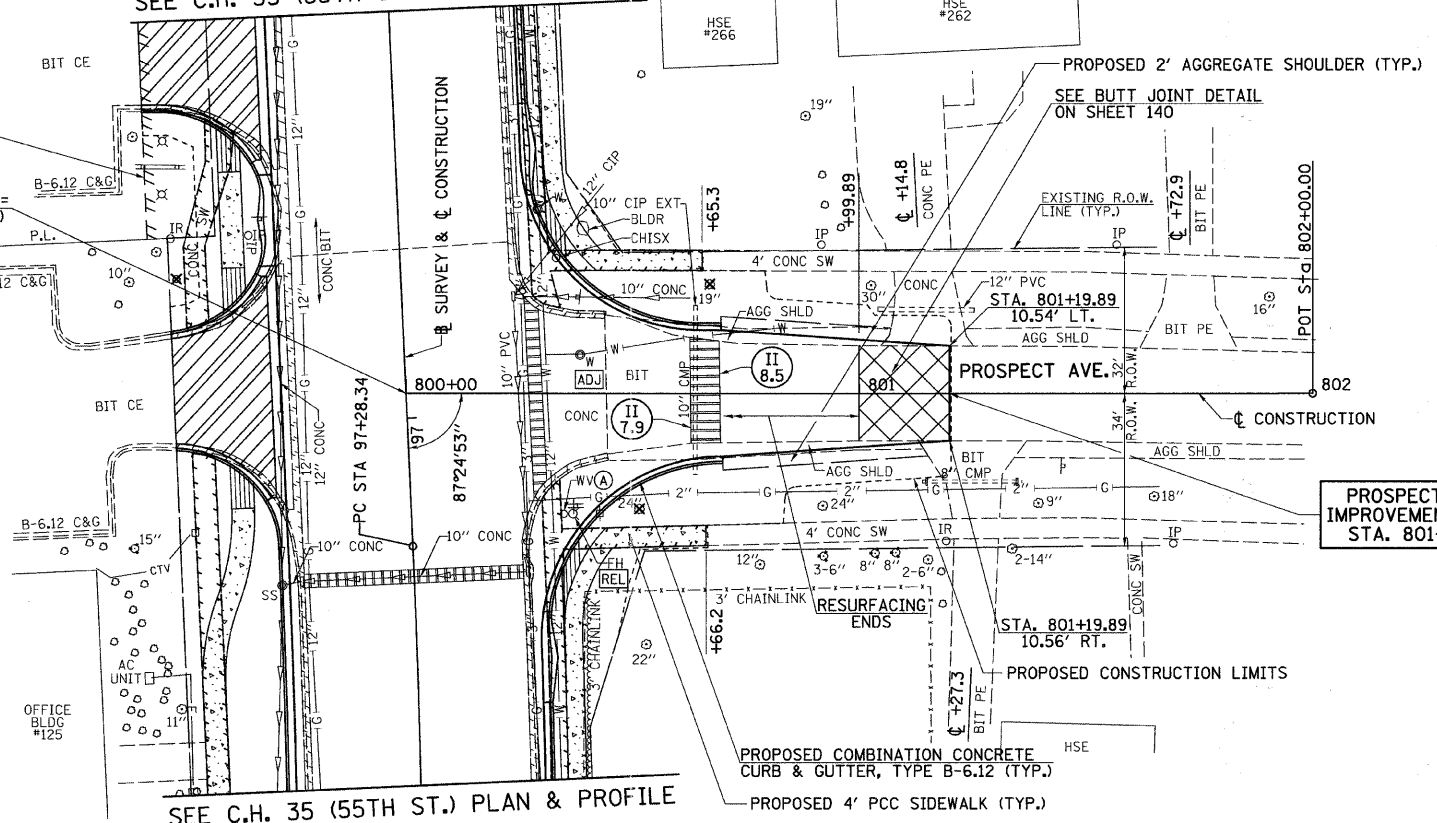 HSE
#266
HSE
#262
BIT CE
PROPOSED 2' AGGREGATE SHOULDER (TYP.)
SEE BUTT JOINT DETAIL
ON SHEET 140
19"
12"
G
B-6.12 C&G
P.L.
IR
CONC SW
10"
CONC BIT
℄ SURVEY & ℄ CONSTRUCTION
12" CIP
10" CIP EXT
BLDR
CHISX
+65.3
+99.89
℄ +14.8
CONC PE
EXISTING R.O.W.
LINE (TYP.)
℄ +72.9
BIT PE
IP
IP
POT Sta 802+00.00
4' CONC SW
10" CONC
19"
30"
CONC
12" PVC
STA. 801+19.89
10.54' LT.
16"
AGG SHLD
AGG SHLD
BIT PE
10" PVC
W
ADJ
BIT
10" CMP
II
8.5
801
PROSPECT AVE.
32'
R.O.W.
802
800+00
BIT CE
CONC
II
7.9
34'
R.O.W.
℄ CONSTRUCTION
PC STA 97+28.34
97
87°24'53"
12" CONC
AGG SHLD
BIT
8" CMP
AGG SHLD
WV A
G
2"
G
2"
G
2"
G
24"
24"
9"
18"
PROSPECT
IMPROVEMEN
STA. 801+
B-6.12 C&G
15"
CTV
10" CONC
10" CONC
SS
4' CONC SW
IR
IP
FH
REL
12"
3-6"
8"
8"
2-6"
2-14"
CONC SW
3' CHAINLINK
3' CHAINLINK
RESURFACING
ENDS
STA. 801+19.89
10.56' RT.
+66.2
22"
AC
UNIT
PROPOSED CONSTRUCTION LIMITS
OFFICE
BLDG
#125
11"
E
℄ +27.3
BIT PE
HSE
PROPOSED COMBINATION CONCRETE
CURB & GUTTER, TYPE B-6.12 (TYP.)
PROPOSED 4' PCC SIDEWALK (TYP.)
SEE C.H. 35 (55TH ST.) PLAN & PROFILE